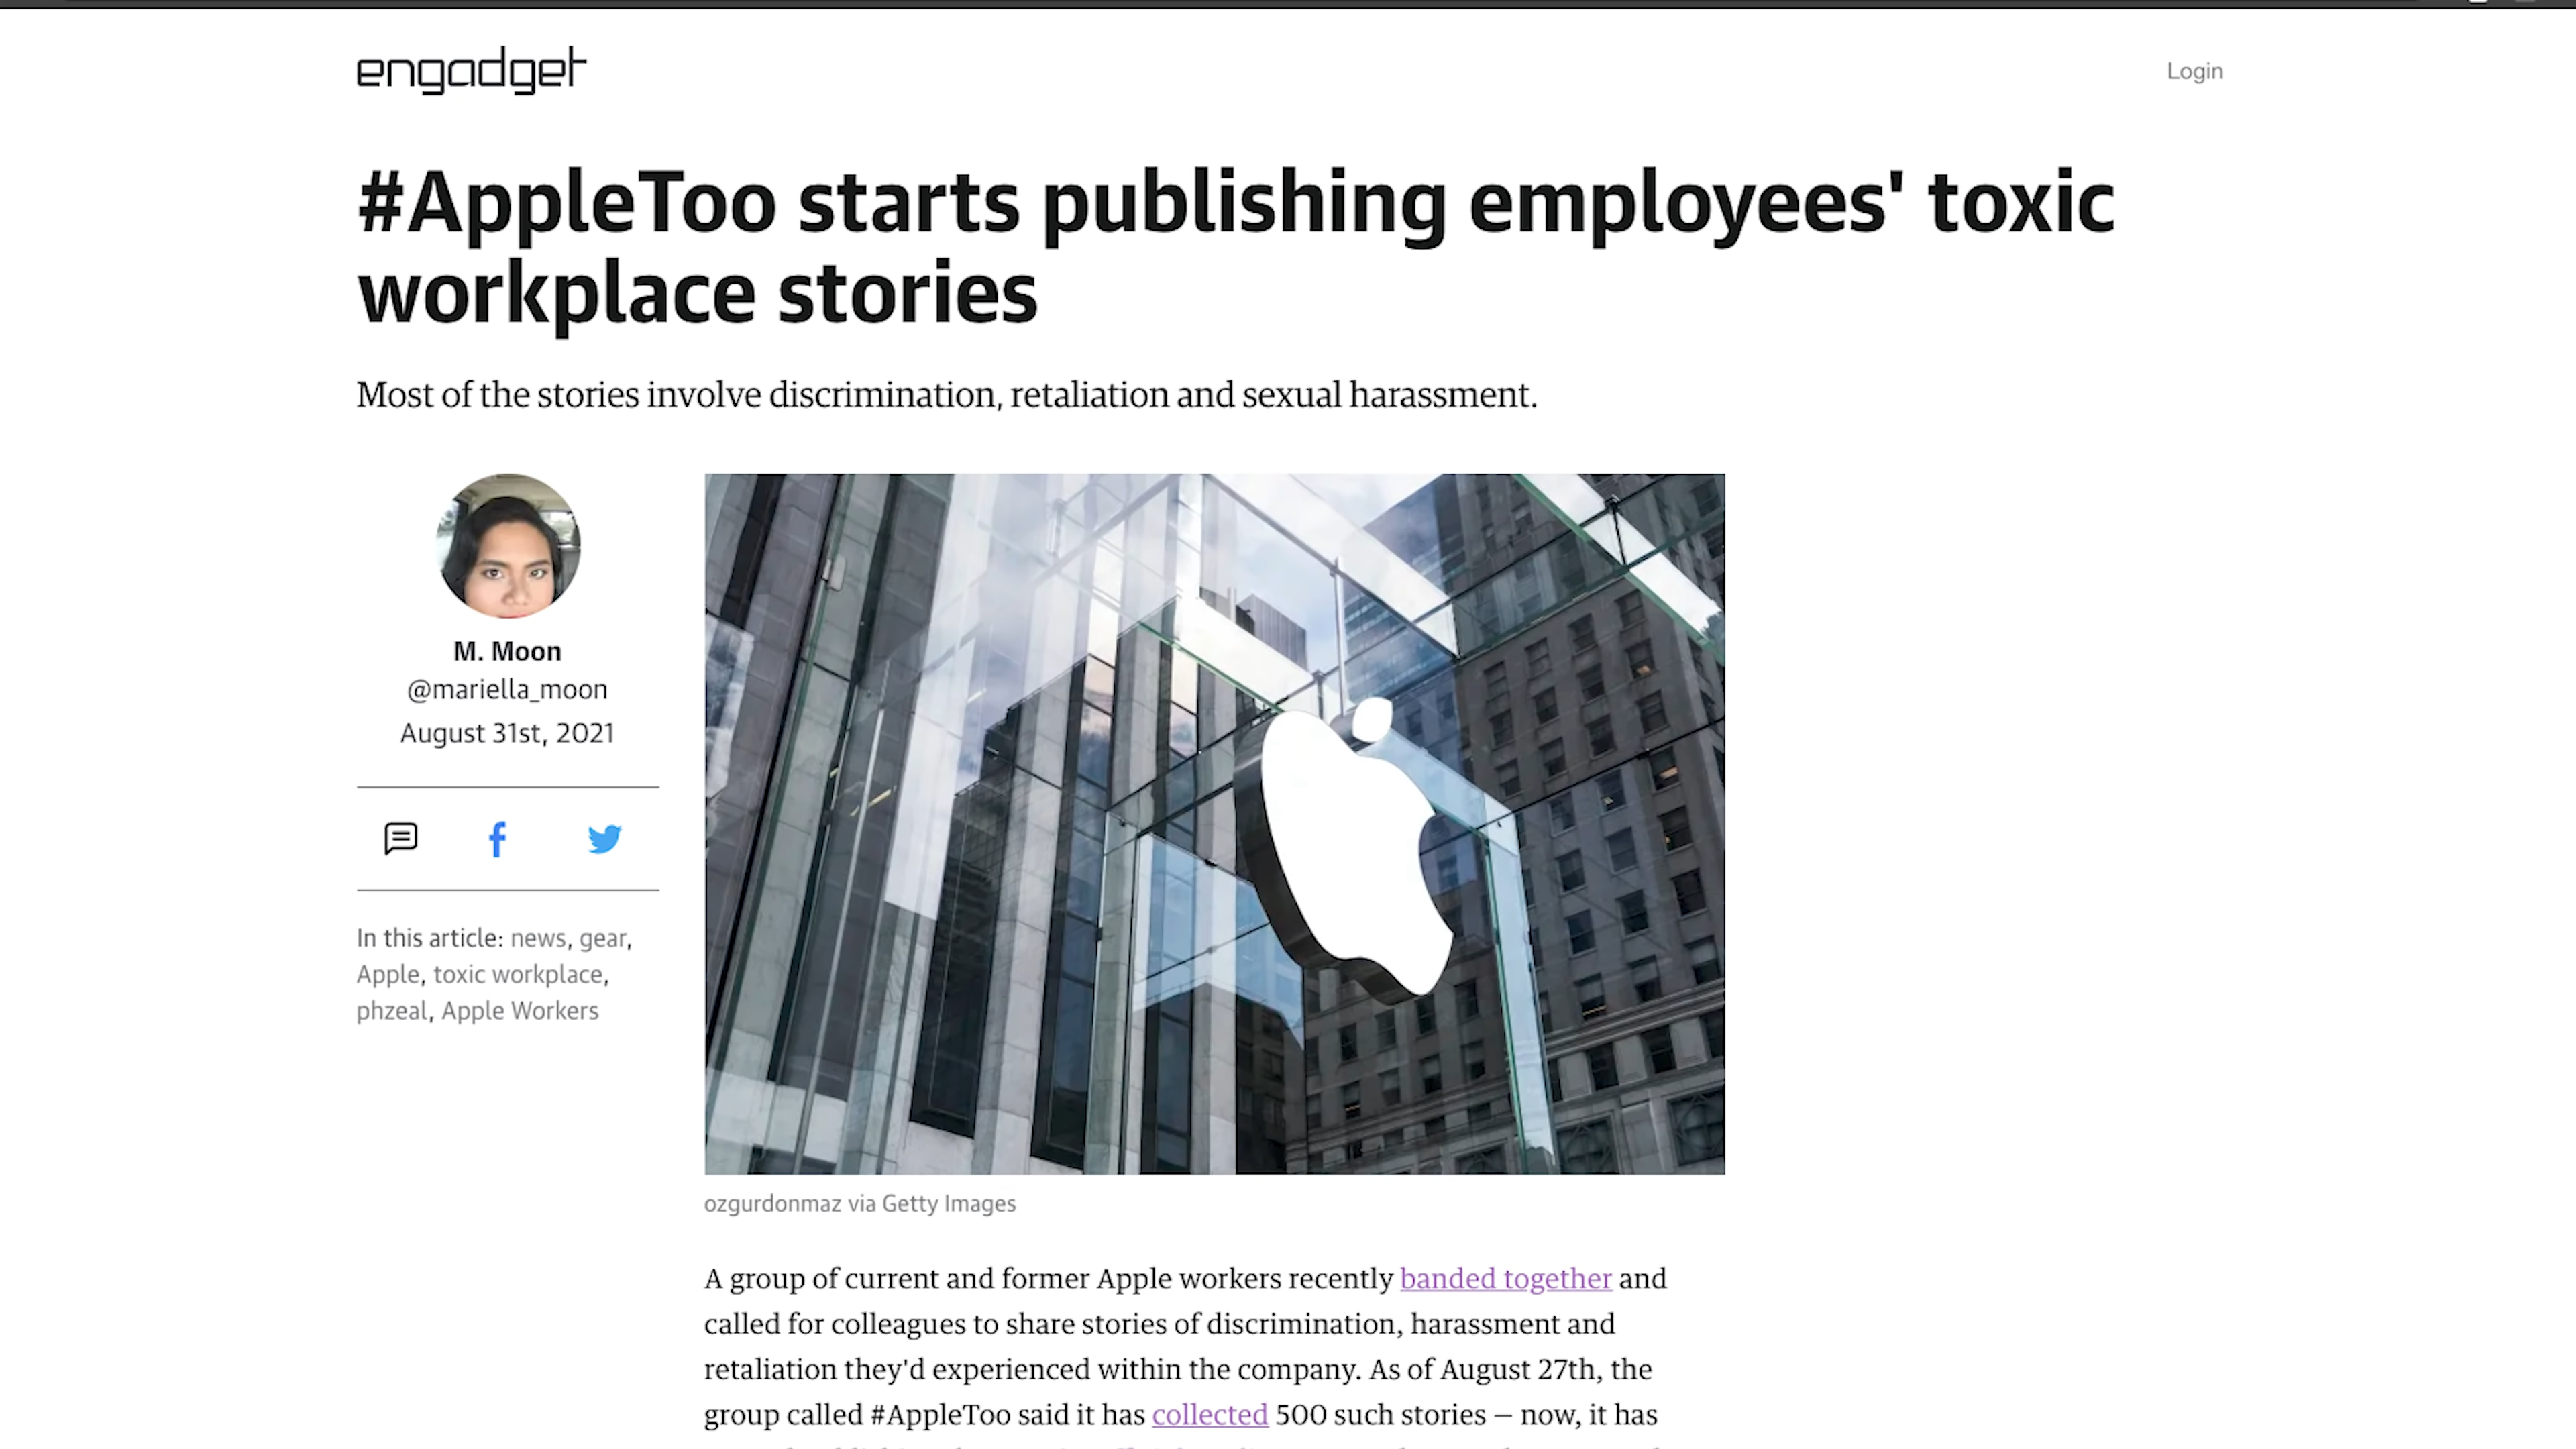 engadget
Login
#AppleToo starts publishing employees' toxic
workplace stories
Most of the stories involve discrimination, retaliation and sexual harassment.
M. Moon
@mariella_moon
August 31st, 2021
In this article: news, gear,
Apple, toxic workplace,
phzeal, Apple Workers
ozgurdonmaz via Getty Images
A group of current and former Apple workers recently banded together and
called for colleagues to share stories of discrimination, harassment and
retaliation they'd experienced within the company. As of August 27th, the
group called #AppleToo said it has collected 500 such stories — now, it has